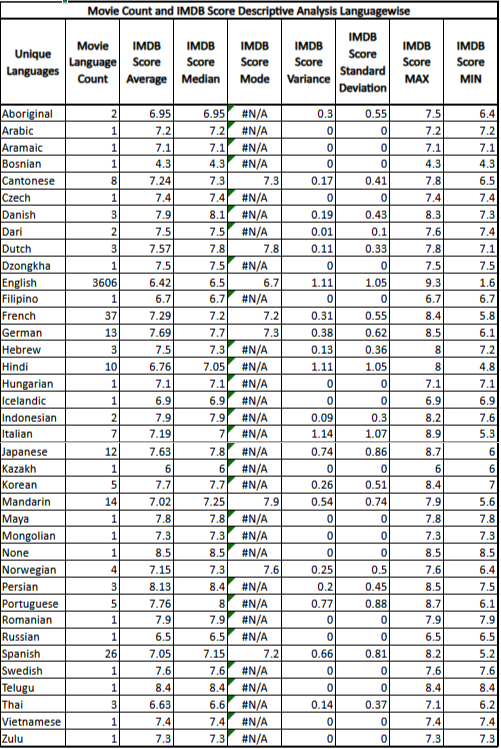 Movie Count and IMDB Score Descriptive Analysis Languagewise
Unique Languages Movie Language Count IMDB Score Average IMDB Score Median IMDB Score Mode IMDB Score Variance IMDB Score Standard Deviation IMDB Score MAX IMDB Score MIN
Aboriginal 2 6.95 6.95 #N/A 0.3 0.55 7.5 6.4
Arabic 1 7.2 7.2 #N/A 0 0 7.2 7.2
Aramaic 1 7.1 7.1 #N/A 0 0 7.1 7.1
Bosnian 1 4.3 4.3 #N/A 0 0 4.3 4.3
Cantonese 8 7.24 7.3 7.3 0.17 0.41 7.8 6.5
Czech 1 7.4 7.4 #N/A 0 0 7.4 7.4
Danish 3 7.9 8.1 #N/A 0.19 0.43 8.3 7.3
Dari 2 7.5 7.5 #N/A 0.01 0.1 7.6 7.4
Dutch 3 7.57 7.8 7.8 0.11 0.33 7.8 7.1
Dzongkha 1 7.5 7.5 #N/A 0 0 7.5 7.5
English 3606 6.42 6.5 6.7 1.11 1.05 9.3 1.6
Filipino 1 6.7 6.7 #N/A 0 0 6.7 6.7
French 37 7.29 7.2 7.2 0.31 0.55 8.4 5.8
German 13 7.69 7.7 7.3 0.38 0.62 8.5 6.1
Hebrew 3 7.5 7.3 #N/A 0.13 0.36 8 7.2
Hindi 10 6.76 7.05 #N/A 1.11 1.05 8 4.8
Hungarian 1 7.1 7.1 #N/A 0 0 7.1 7.1
Icelandic 1 6.9 6.9 #N/A 0 0 6.9 6.9
Indonesian 2 7.9 7.9 #N/A 0.09 0.3 8.2 7.6
Italian 7 7.19 7 #N/A 1.14 1.07 8.9 5.3
Japanese 12 7.63 7.8 #N/A 0.74 0.86 8.7 6
Kazakh 1 6 6 #N/A 0 0 6 6
Korean 5 7.7 7.7 #N/A 0.26 0.51 8.4 7
Mandarin 14 7.02 7.25 7.9 0.54 0.74 7.9 5.6
Maya 1 7.8 7.8 #N/A 0 0 7.8 7.8
Mongolian 1 7.3 7.3 #N/A 0 0 7.3 7.3
None 1 8.5 8.5 #N/A 0 0 8.5 8.5
Norwegian 4 7.15 7.3 7.6 0.25 0.5 7.6 6.4
Persian 3 8.13 8.4 #N/A 0.2 0.45 8.5 7.5
Portuguese 5 7.76 8 #N/A 0.77 0.88 8.7 6.1
Romanian 1 7.9 7.9 #N/A 0 0 7.9 7.9
Russian 1 6.5 6.5 #N/A 0 0 6.5 6.5
Spanish 26 7.05 7.15 7.2 0.66 0.81 8.2 5.2
Swedish 1 7.6 7.6 #N/A 0 0 7.6 7.6
Telugu 1 8.4 8.4 #N/A 0 0 8.4 8.4
Thai 3 6.63 6.6 #N/A 0.14 0.37 7.1 6.2
Vietnamese 1 7.4 7.4 #N/A 0 0 7.4 7.4
Zulu 1 7.3 7.3 #N/A 0 0 7.3 7.3